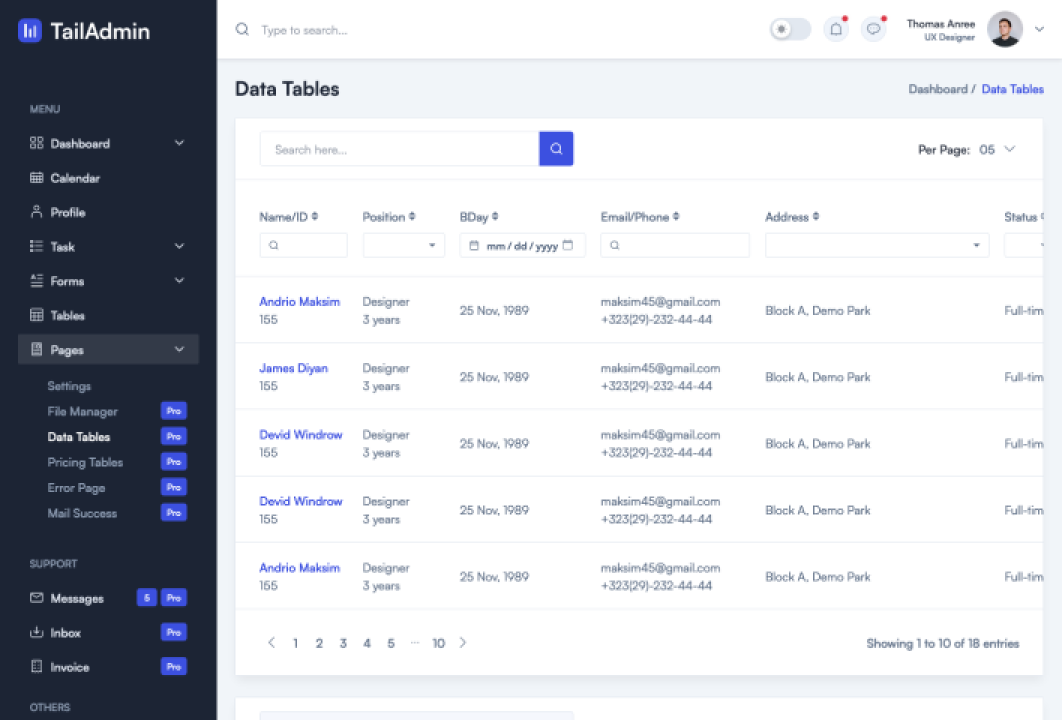 TailAdmin
Type to search...
Thomas Anree
UX Designer
MENU
Dashboard
Calendar
Profile
Task
Forms
Tables
Pages
Settings
File Manager Pro
Data Tables Pro
Pricing Tables Pro
Error Page Pro
Mail Success Pro
SUPPORT
Messages 5 Pro
Inbox Pro
Invoice Pro
OTHERS
Data Tables
Dashboard / Data Tables
Search here...
Per Page: 05
Name/ID Position BDay Email/Phone Address Status
mm / dd / yyyy
Andrio Maksim Designer 25 Nov, 1989 maksim45@gmail.com Block A, Demo Park Full-tim
155 3 years +323(29)-232-44-44
James Diyan Designer 25 Nov, 1989 maksim45@gmail.com Block A, Demo Park Full-tim
155 3 years +323(29)-232-44-44
Devid Windrow Designer 25 Nov, 1989 maksim45@gmail.com Block A, Demo Park Full-tim
155 3 years +323(29)-232-44-44
Devid Windrow Designer 25 Nov, 1989 maksim45@gmail.com Block A, Demo Park Full-tim
155 3 years +323(29)-232-44-44
Andrio Maksim Designer 25 Nov, 1989 maksim45@gmail.com Block A, Demo Park Full-tim
155 3 years +323(29)-232-44-44
1 2 3 4 5 ... 10
Showing 1 to 10 of 18 entries